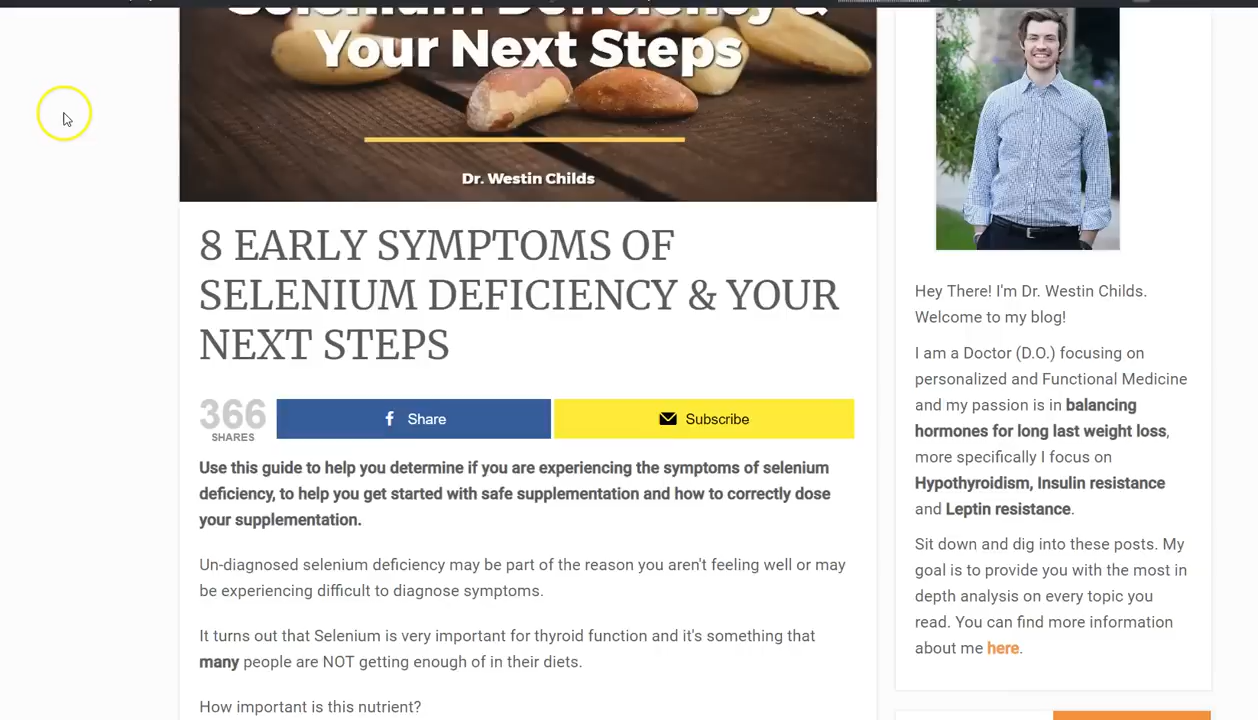 Selenium Deficiency &
Your Next Steps
Dr. Westin Childs
8 EARLY SYMPTOMS OF
SELENIUM DEFICIENCY & YOUR
NEXT STEPS
366
SHARES
Share
Subscribe
Use this guide to help you determine if you are experiencing the symptoms of selenium
deficiency, to help you get started with safe supplementation and how to correctly dose
your supplementation.
Un-diagnosed selenium deficiency may be part of the reason you aren't feeling well or may
be experiencing difficult to diagnose symptoms.
It turns out that Selenium is very important for thyroid function and it's something that
many people are NOT getting enough of in their diets.
How important is this nutrient?
Hey There! I'm Dr. Westin Childs.
Welcome to my blog!
I am a Doctor (D.O.) focusing on
personalized and Functional Medicine
and my passion is in balancing
hormones for long last weight loss,
more specifically I focus on
Hypothyroidism, Insulin resistance
and Leptin resistance.
Sit down and dig into these posts. My
goal is to provide you with the most in
depth analysis on every topic you
read. You can find more information
about me here.